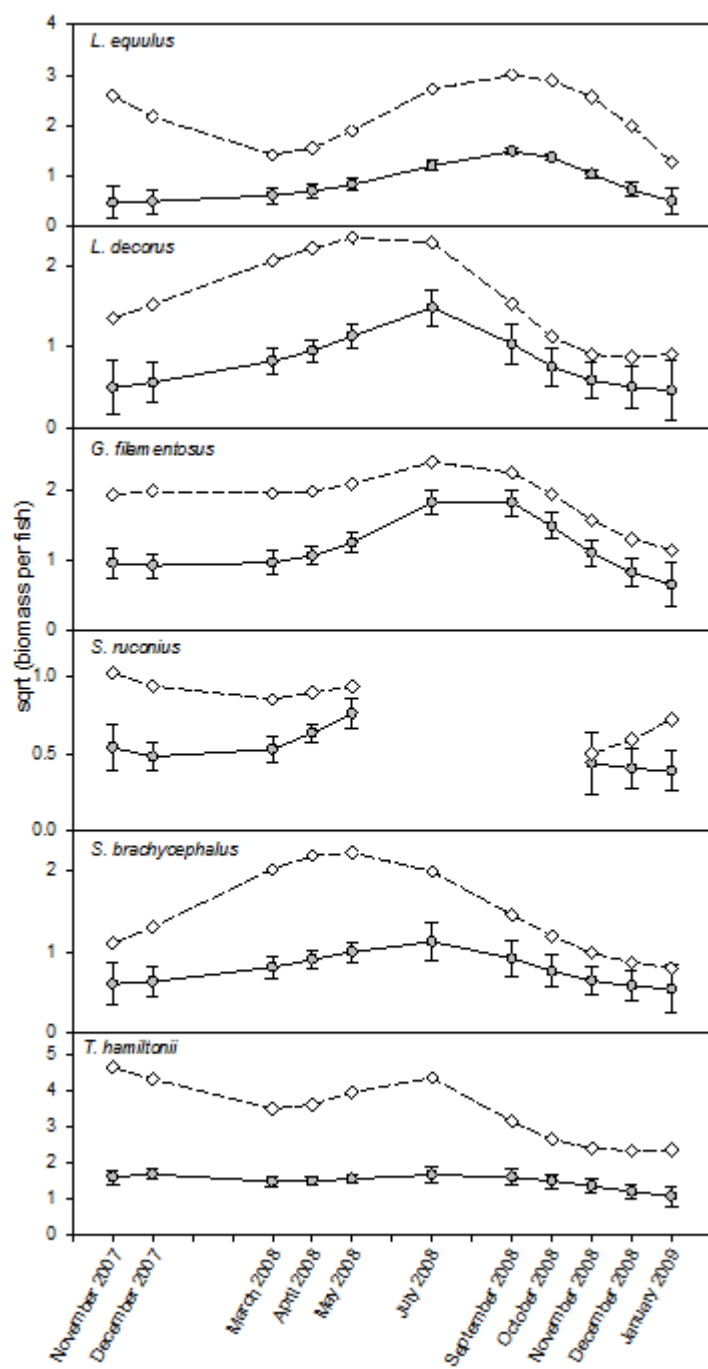 4
L. equulus
3
2
1
0
L. decorus
2
1
0
G. filamentosus
2
1
0
sqrt (biomass per fish)
S. ruconius
1.0
0.5
0.0
S. brachycephalus
2
1
0
T. hamiltonii
5
4
3
2
1
0
November 2007
December 2007
March 2008
April 2008
May 2008
July 2008
September 2008
October 2008
November 2008
December 2008
January 2009